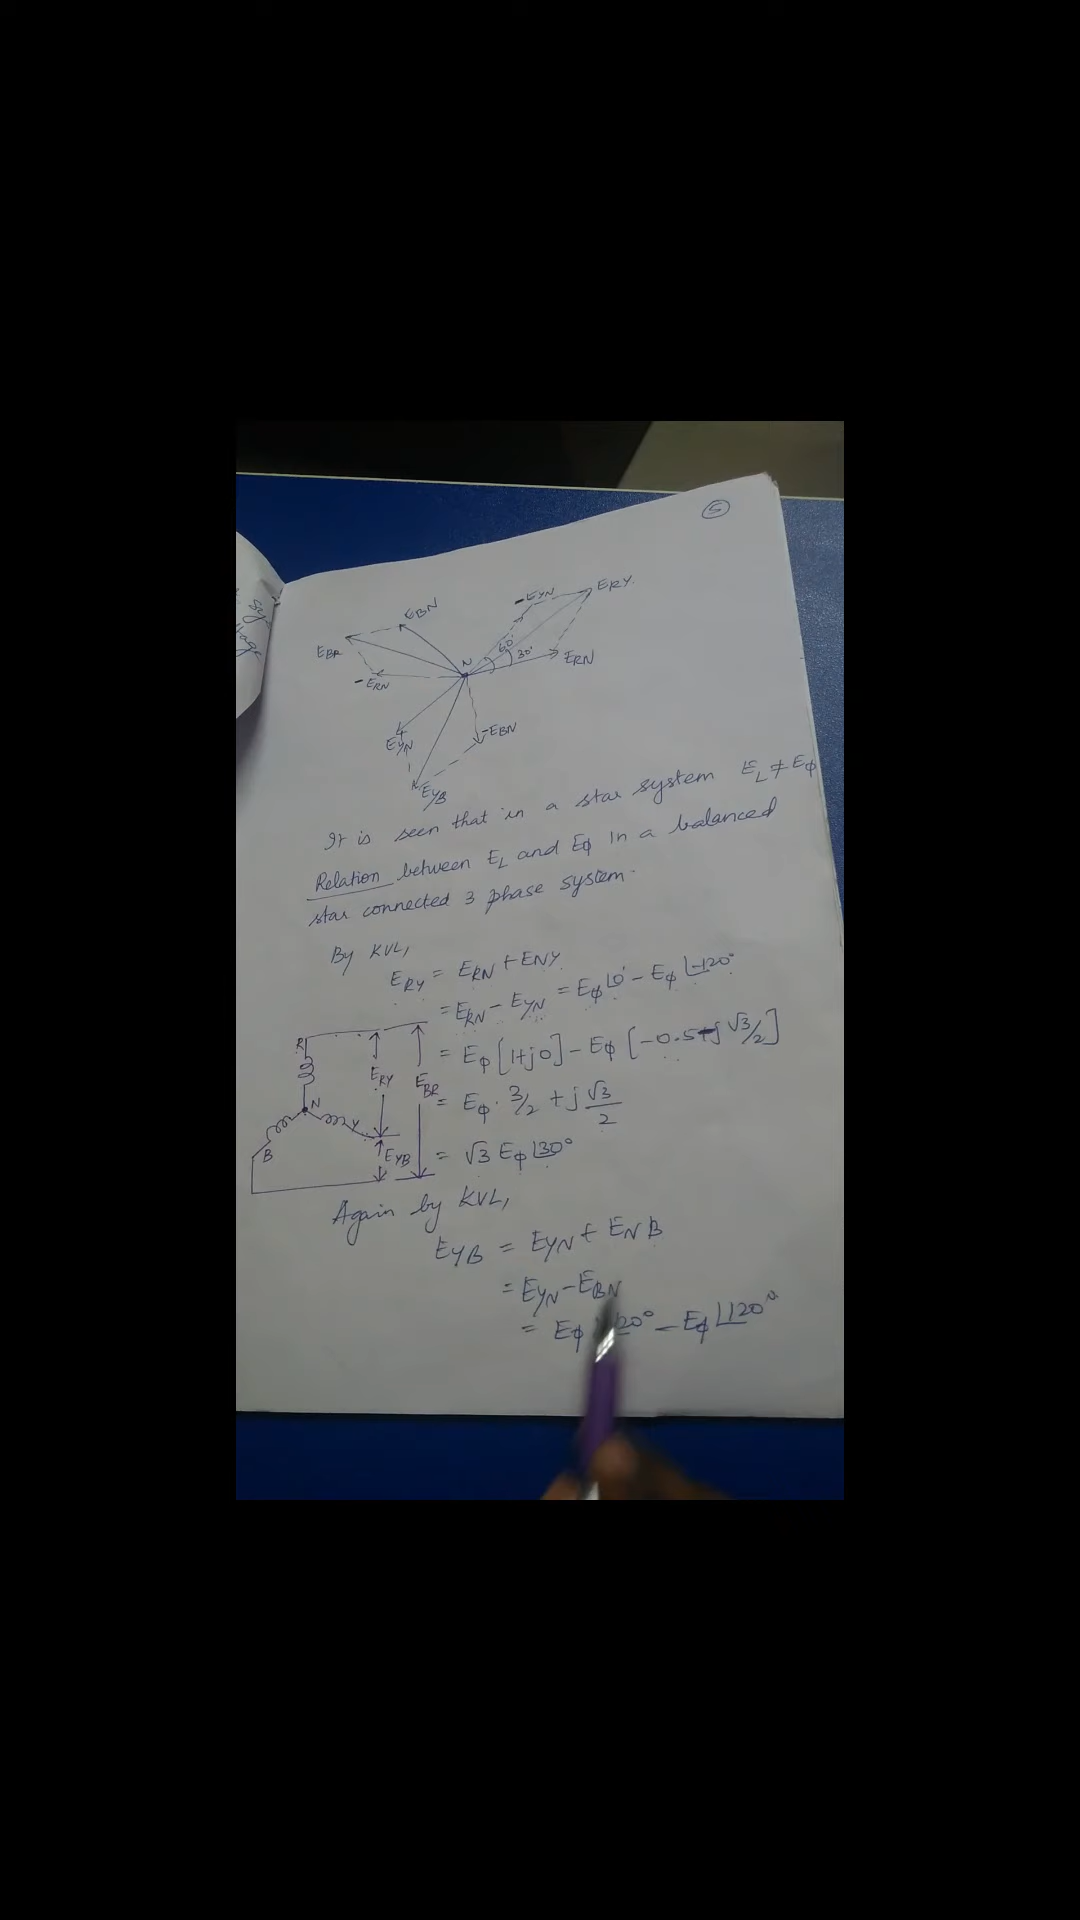 5
EBN
-EYN
ERY.
EBR
N
60°
30°
ERN
-ERN
-EBN
EYN
EYB
It is seen that in a star system EL ≠ Eϕ
Relation between EL and Eϕ in a balanced
star connected 3 phase system.
By KVL,
ERY = ERN + ENY
= ERN - EYN = Eϕ∠0° - Eϕ∠-120°
= Eϕ [1+j0] - Eϕ [-0.5-j√3/2]
= Eϕ. 3/2 + j √3/2
= √3 Eϕ∠30°
R
N
Y
B
ERY
EBR
EYB
Again by KVL,
EYB = EYN + ENB
= EYN - EBN
= Eϕ 20° - Eϕ∠120°